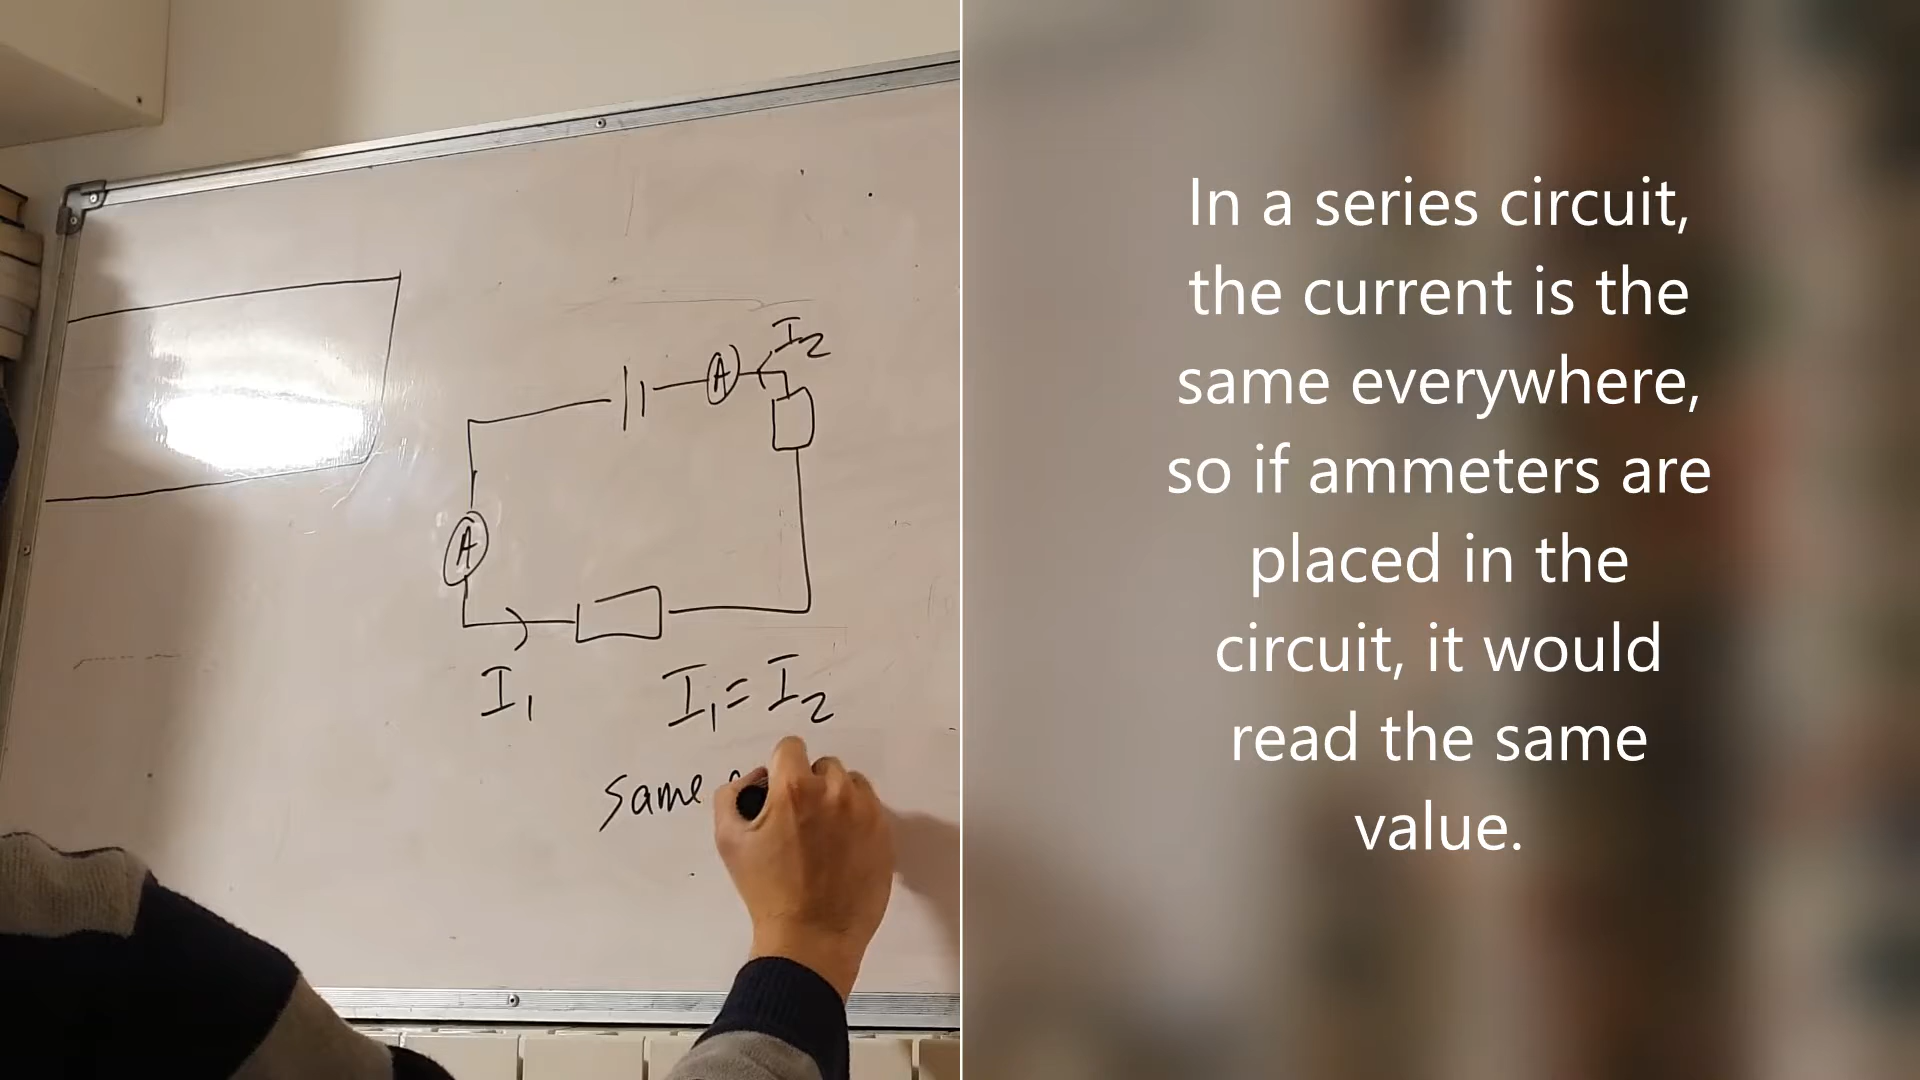 I2
A
A
I1
I1 = I2
same
In a series circuit,
the current is the
same everywhere,
so if ammeters are
placed in the
circuit, it would
read the same
value.